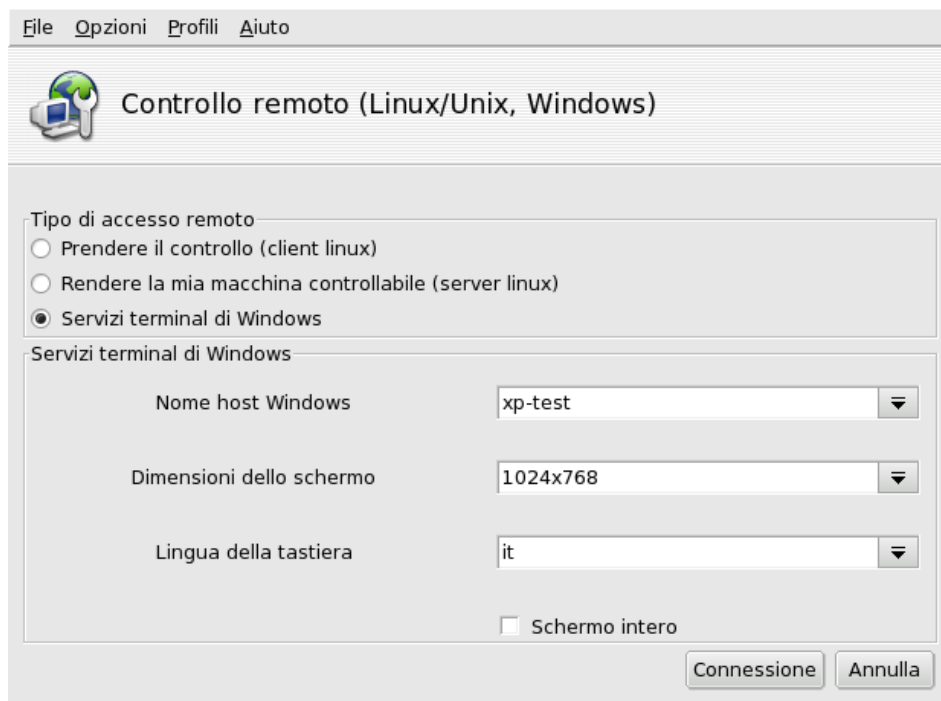 File Opzioni Profili Aiuto
Controllo remoto (Linux/Unix, Windows)
Tipo di accesso remoto
Prendere il controllo (client linux)
Rendere la mia macchina controllabile (server linux)
Servizi terminal di Windows
Servizi terminal di Windows
Nome host Windows xp-test
Dimensioni dello schermo 1024x768
Lingua della tastiera it
Schermo intero
Connessione Annulla